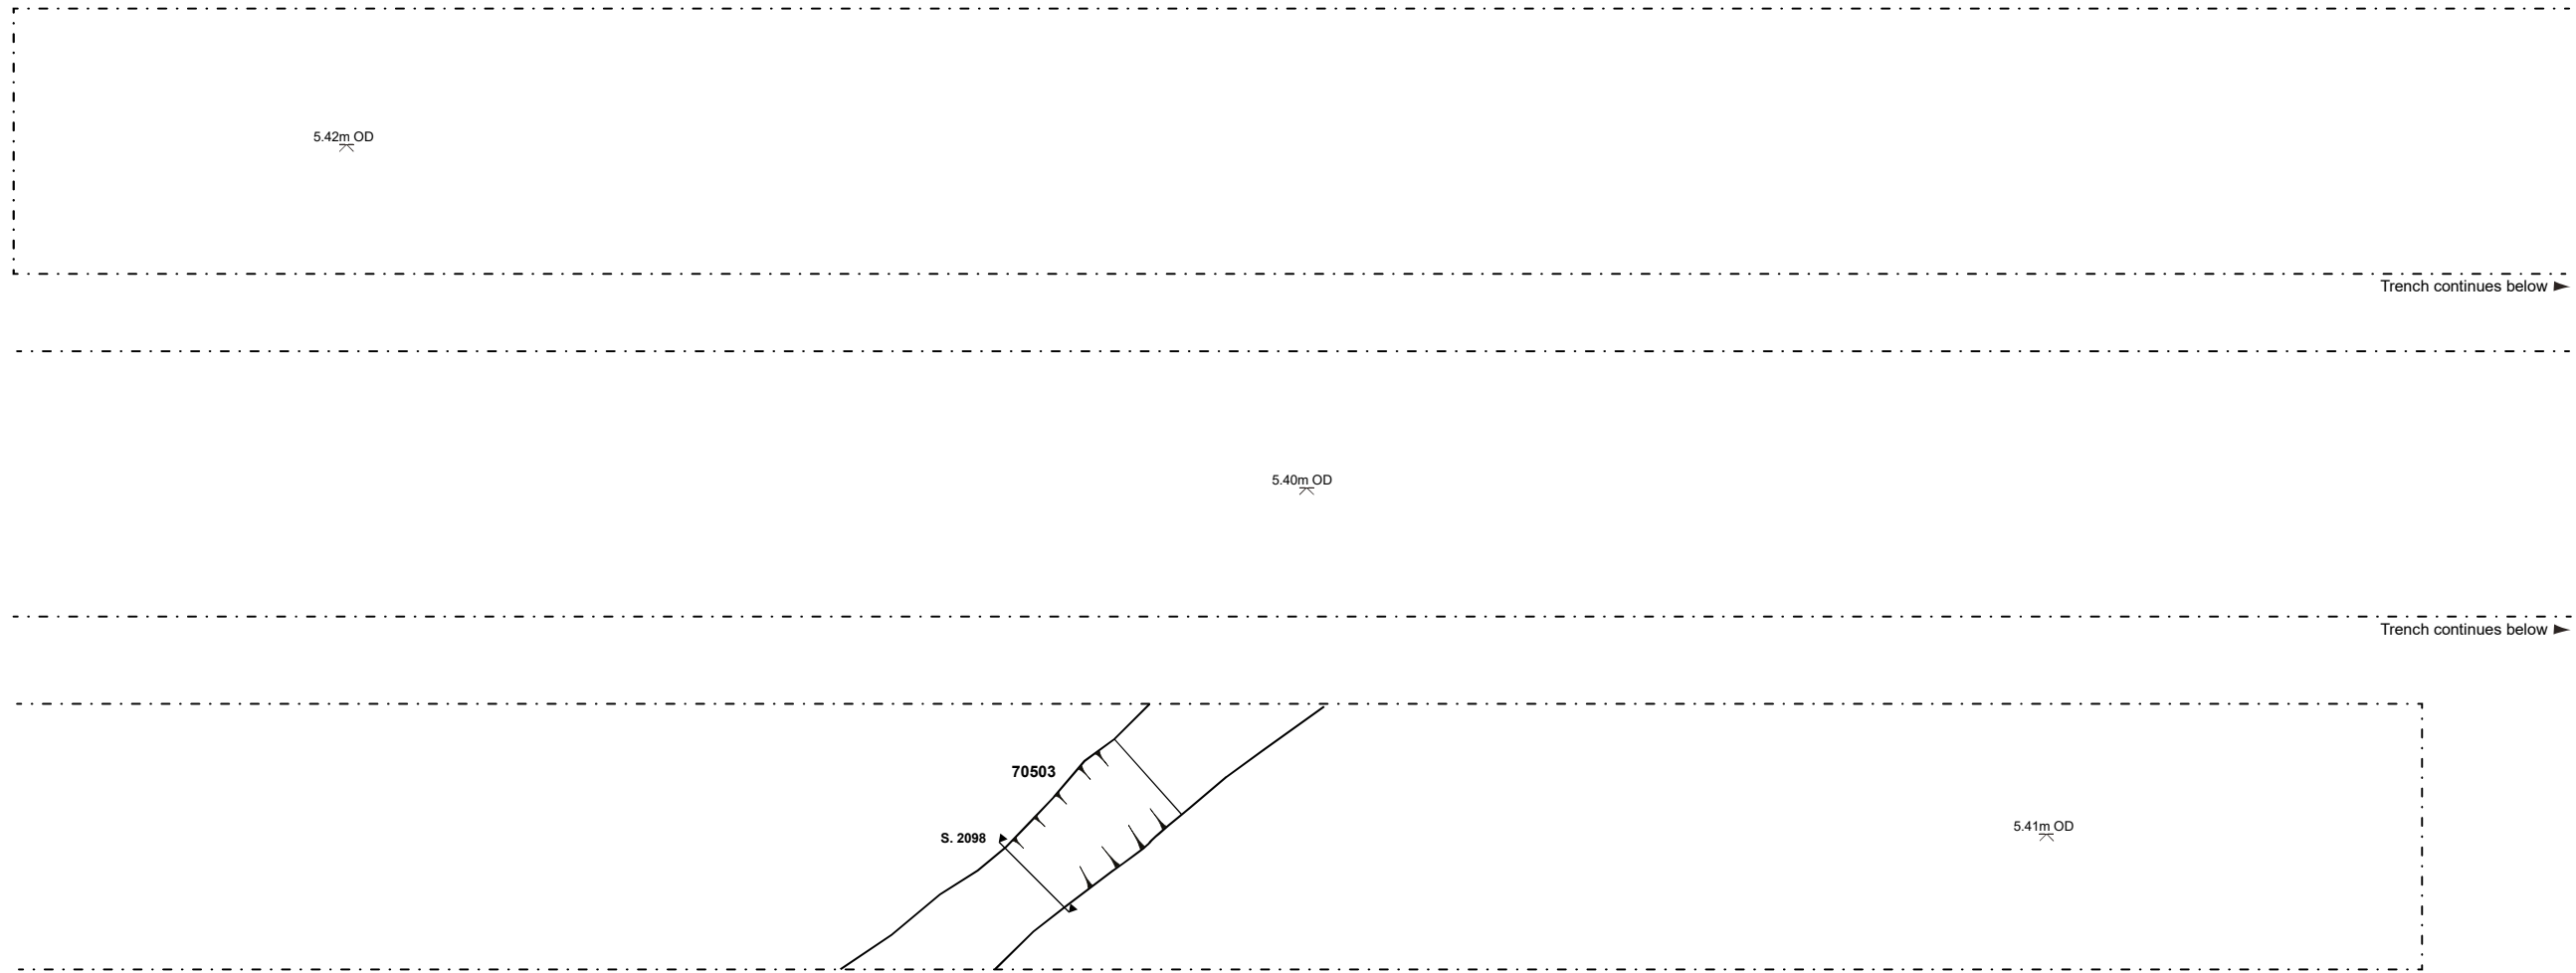 5.42m OD
Trench continues below
5.40m OD
Trench continues below
70503
S. 2098
5.41m OD